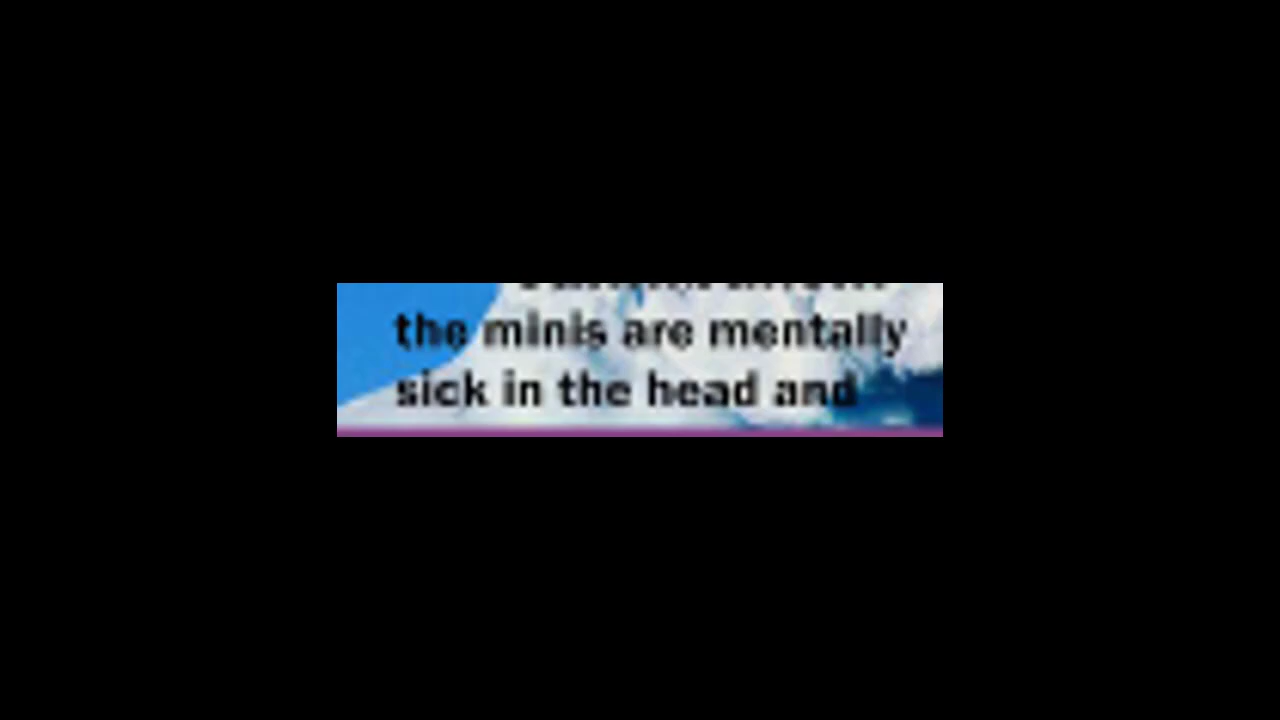 the minis are mentally
sick in the head and